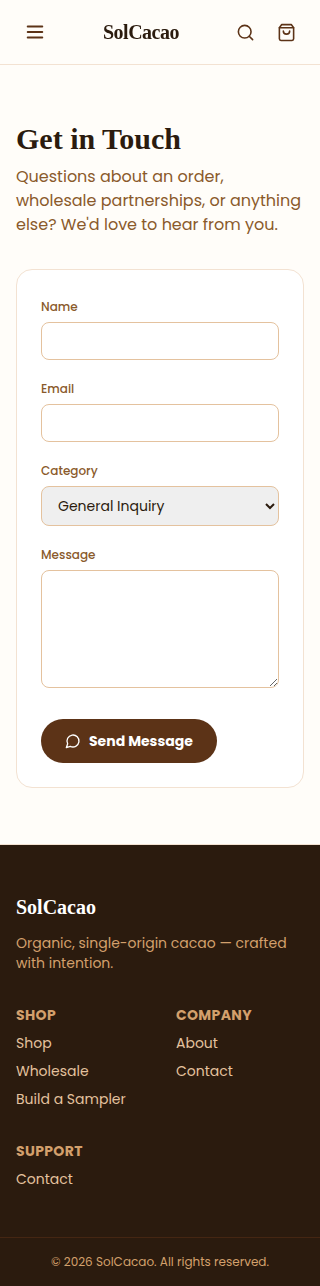 SolCacao
Get in Touch
Questions about an order,
wholesale partnerships, or anything
else? We'd love to hear from you.
Name
Email
Category
General Inquiry
Message
Send Message
SolCacao
Organic, single-origin cacao — crafted
with intention.
SHOP
Shop
Wholesale
Build a Sampler
COMPANY
About
Contact
SUPPORT
Contact
© 2026 SolCacao. All rights reserved.